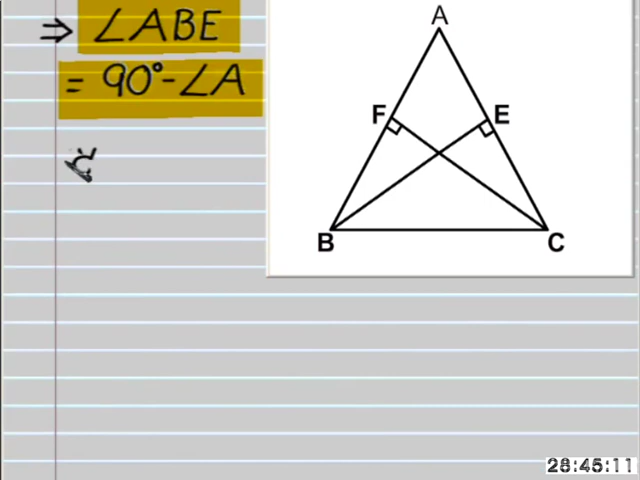 ⇒ ∠ABE
= 90°-∠A
A
F E
B C
28:45:11